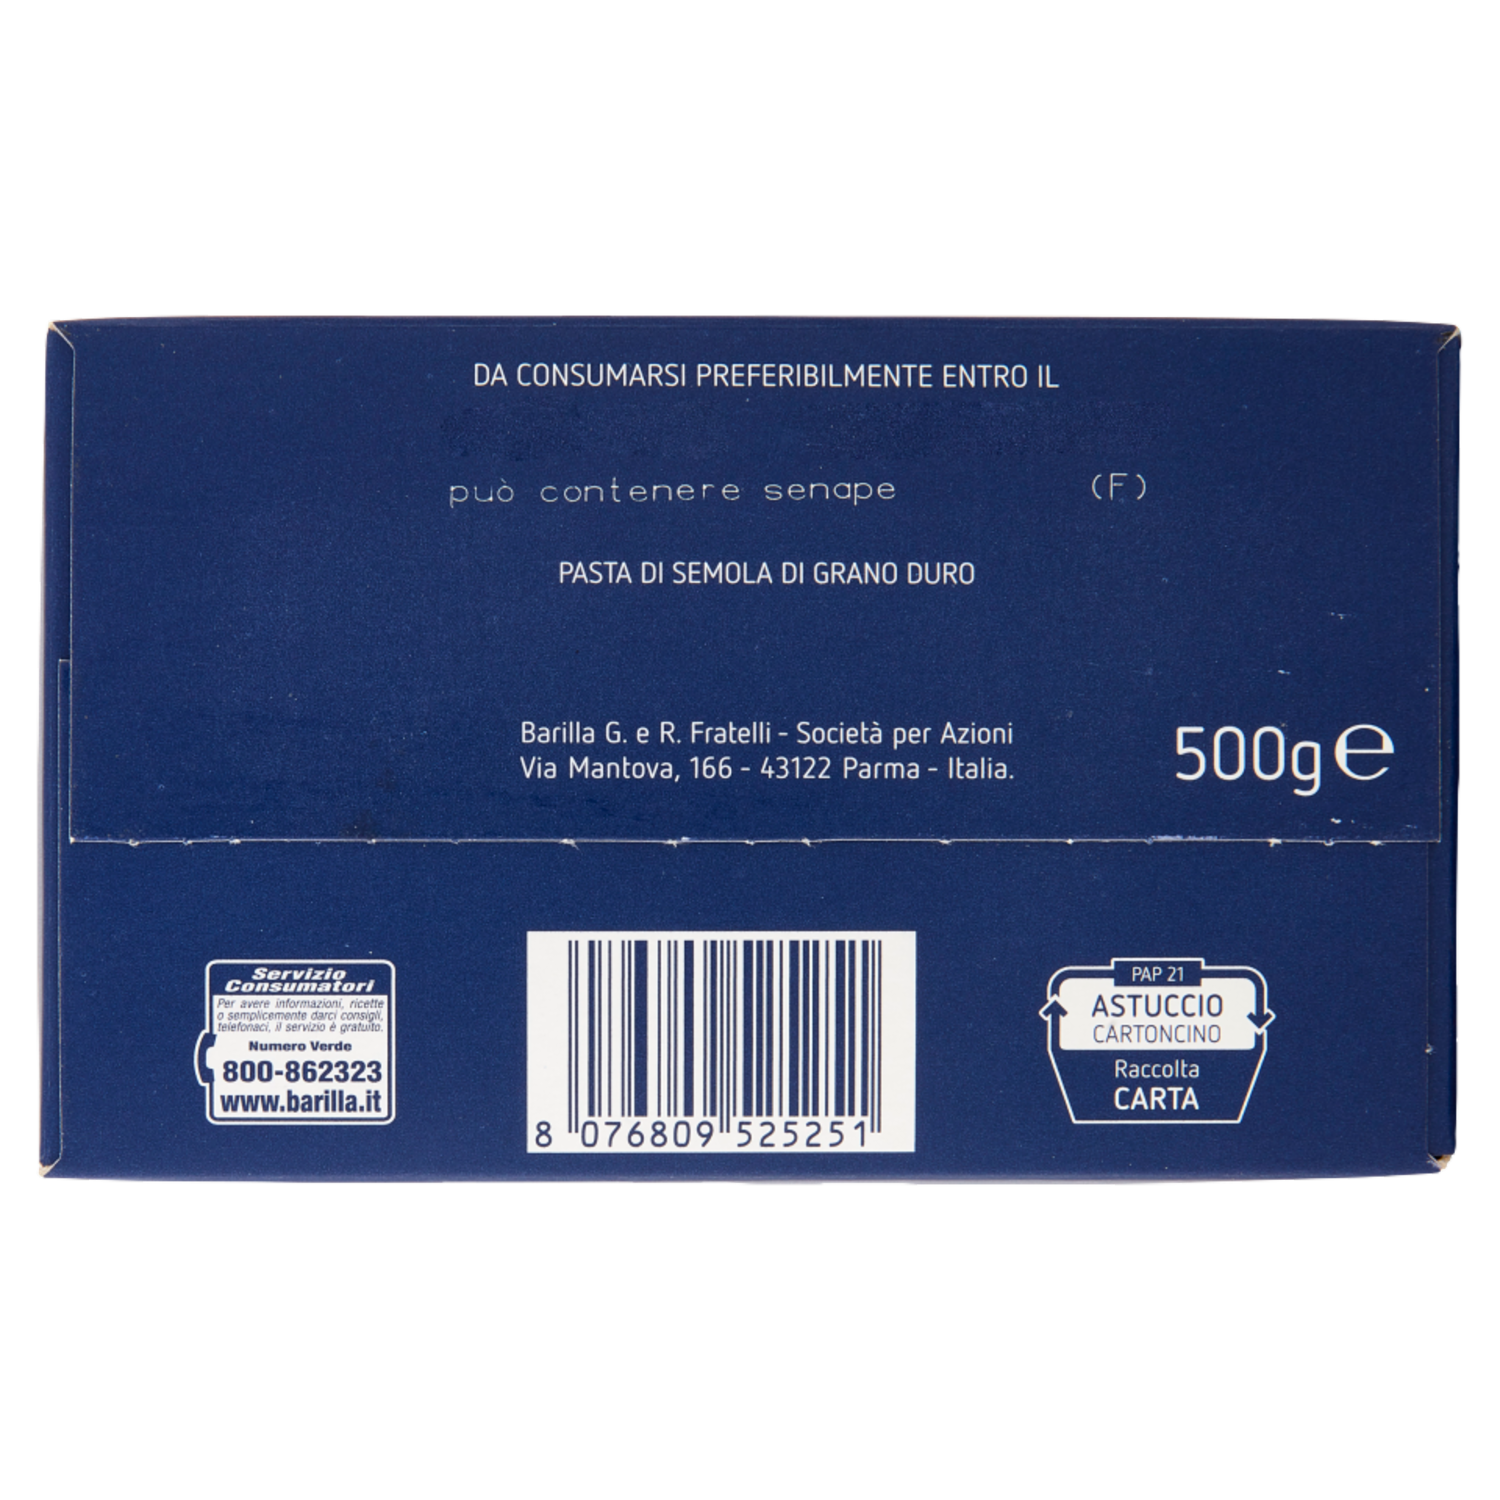 DA CONSUMARSI PREFERIBILMENTE ENTRO IL
può contenere senape (F)
PASTA DI SEMOLA DI GRANO DURO
Barilla G. e R. Fratelli - Società per Azioni
Via Mantova, 166 - 43122 Parma - Italia.
500g e
Servizio
Consumatori
Per avere informazioni, ricette
o semplicemente darci consigli,
telefonaci, il servizio è gratuito.
Numero Verde
800-862323
www.barilla.it
8 076809 525251
PAP 21
ASTUCCIO
CARTONCINO
Raccolta
CARTA